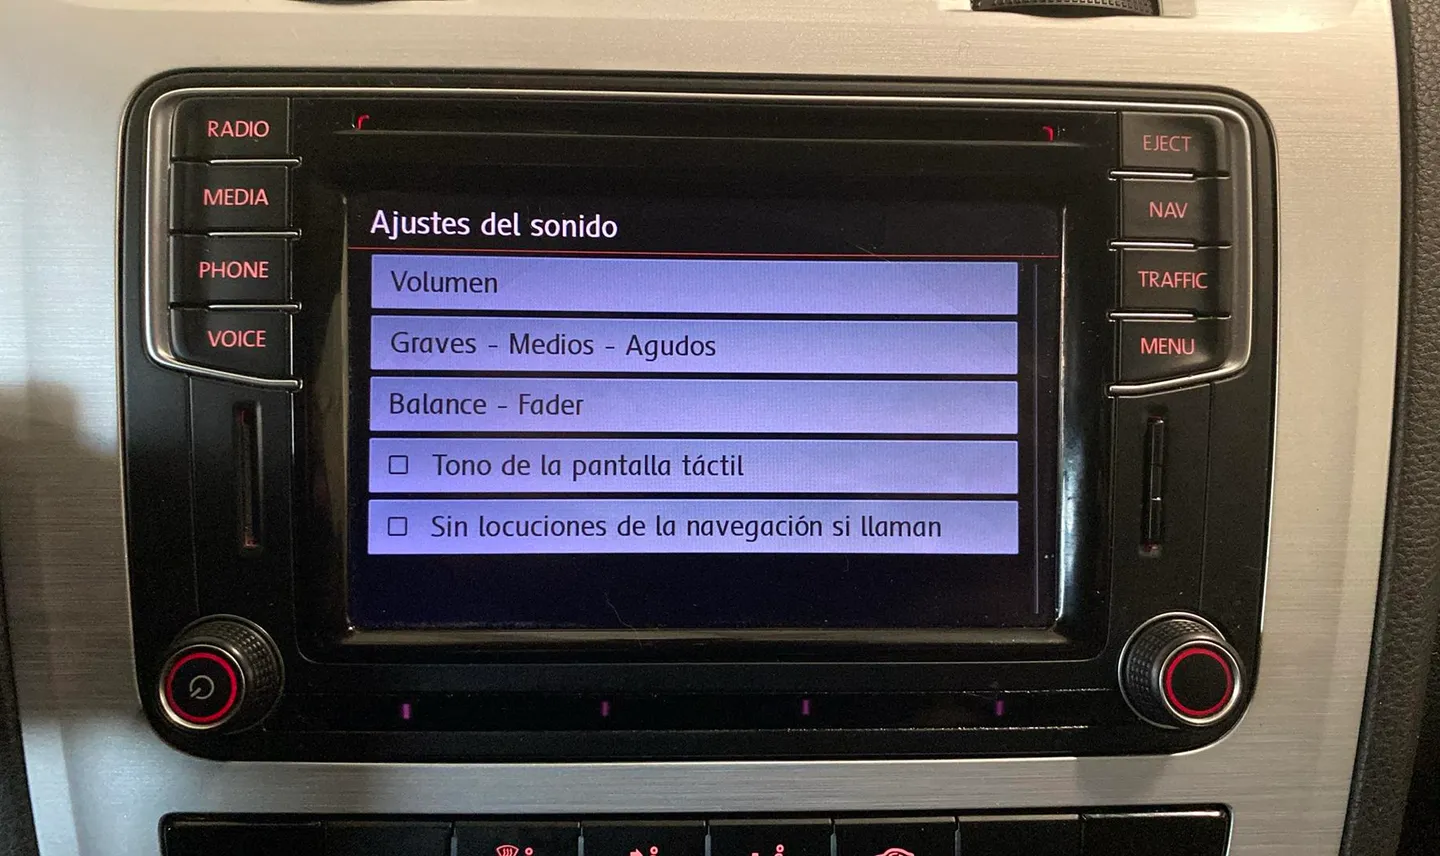 RADIO
MEDIA
PHONE
VOICE
Ajustes del sonido
Volumen
Graves - Medios - Agudos
Balance - Fader
Tono de la pantalla táctil
Sin locuciones de la navegación si llaman
EJECT
NAV
TRAFFIC
MENU